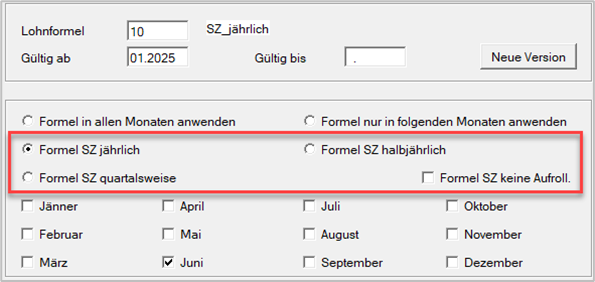 Lohnformel 10 SZ_jährlich
Gültig ab 01.2025 Gültig bis . Neue Version
Formel in allen Monaten anwenden Formel nur in folgenden Monaten anwenden
Formel SZ jährlich Formel SZ halbjährlich
Formel SZ quartalsweise Formel SZ keine Aufroll.
Jänner April Juli Oktober
Februar Mai August November
März Juni September Dezember